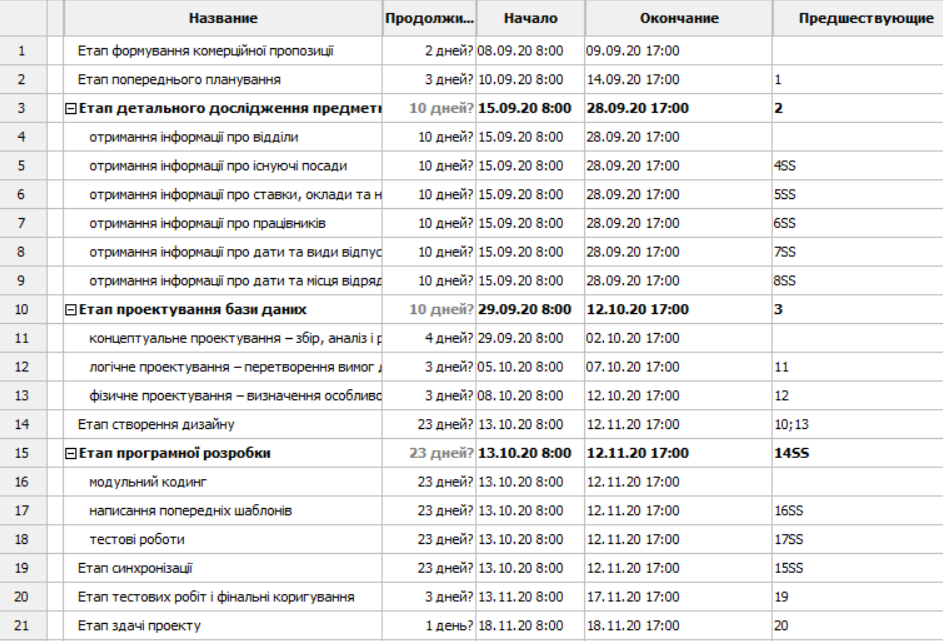 Название Продолжи... Начало Окончание Предшествующие
1 Етап формування комерційної пропозиції 2 дней? 08.09.20 8:00 09.09.20 17:00
2 Етап попереднього планування 3 дней? 10.09.20 8:00 14.09.20 17:00 1
3 Етап детального дослідження предметн 10 дней? 15.09.20 8:00 28.09.20 17:00 2
4 отримання інформації про відділи 10 дней? 15.09.20 8:00 28.09.20 17:00
5 отримання інформації про існуючі посади 10 дней? 15.09.20 8:00 28.09.20 17:00 4SS
6 отримання інформації про ставки, оклади та н 10 дней? 15.09.20 8:00 28.09.20 17:00 5SS
7 отримання інформації про працівників 10 дней? 15.09.20 8:00 28.09.20 17:00 6SS
8 отримання інформації про дати та види відпус 10 дней? 15.09.20 8:00 28.09.20 17:00 7SS
9 отримання інформації про дати та місця відряд 10 дней? 15.09.20 8:00 28.09.20 17:00 8SS
10 Етап проектування бази даних 10 дней? 29.09.20 8:00 12.10.20 17:00 3
11 концептуальне проектування – збір, аналіз і р 4 дней? 29.09.20 8:00 02.10.20 17:00
12 логічне проектування – перетворення вимог д 3 дней? 05.10.20 8:00 07.10.20 17:00 11
13 фізичне проектування – визначення особливо 3 дней? 08.10.20 8:00 12.10.20 17:00 12
14 Етап створення дизайну 23 дней? 13.10.20 8:00 12.11.20 17:00 10;13
15 Етап програмної розробки 23 дней? 13.10.20 8:00 12.11.20 17:00 14SS
16 модульний кодинг 23 дней? 13.10.20 8:00 12.11.20 17:00
17 написання попередніх шаблонів 23 дней? 13.10.20 8:00 12.11.20 17:00 16SS
18 тестові роботи 23 дней? 13.10.20 8:00 12.11.20 17:00 17SS
19 Етап синхронізації 23 дней? 13.10.20 8:00 12.11.20 17:00 15SS
20 Етап тестових робіт і фінальні коригування 3 дней? 13.11.20 8:00 17.11.20 17:00 19
21 Етап здачі проекту 1 день? 18.11.20 8:00 18.11.20 17:00 20